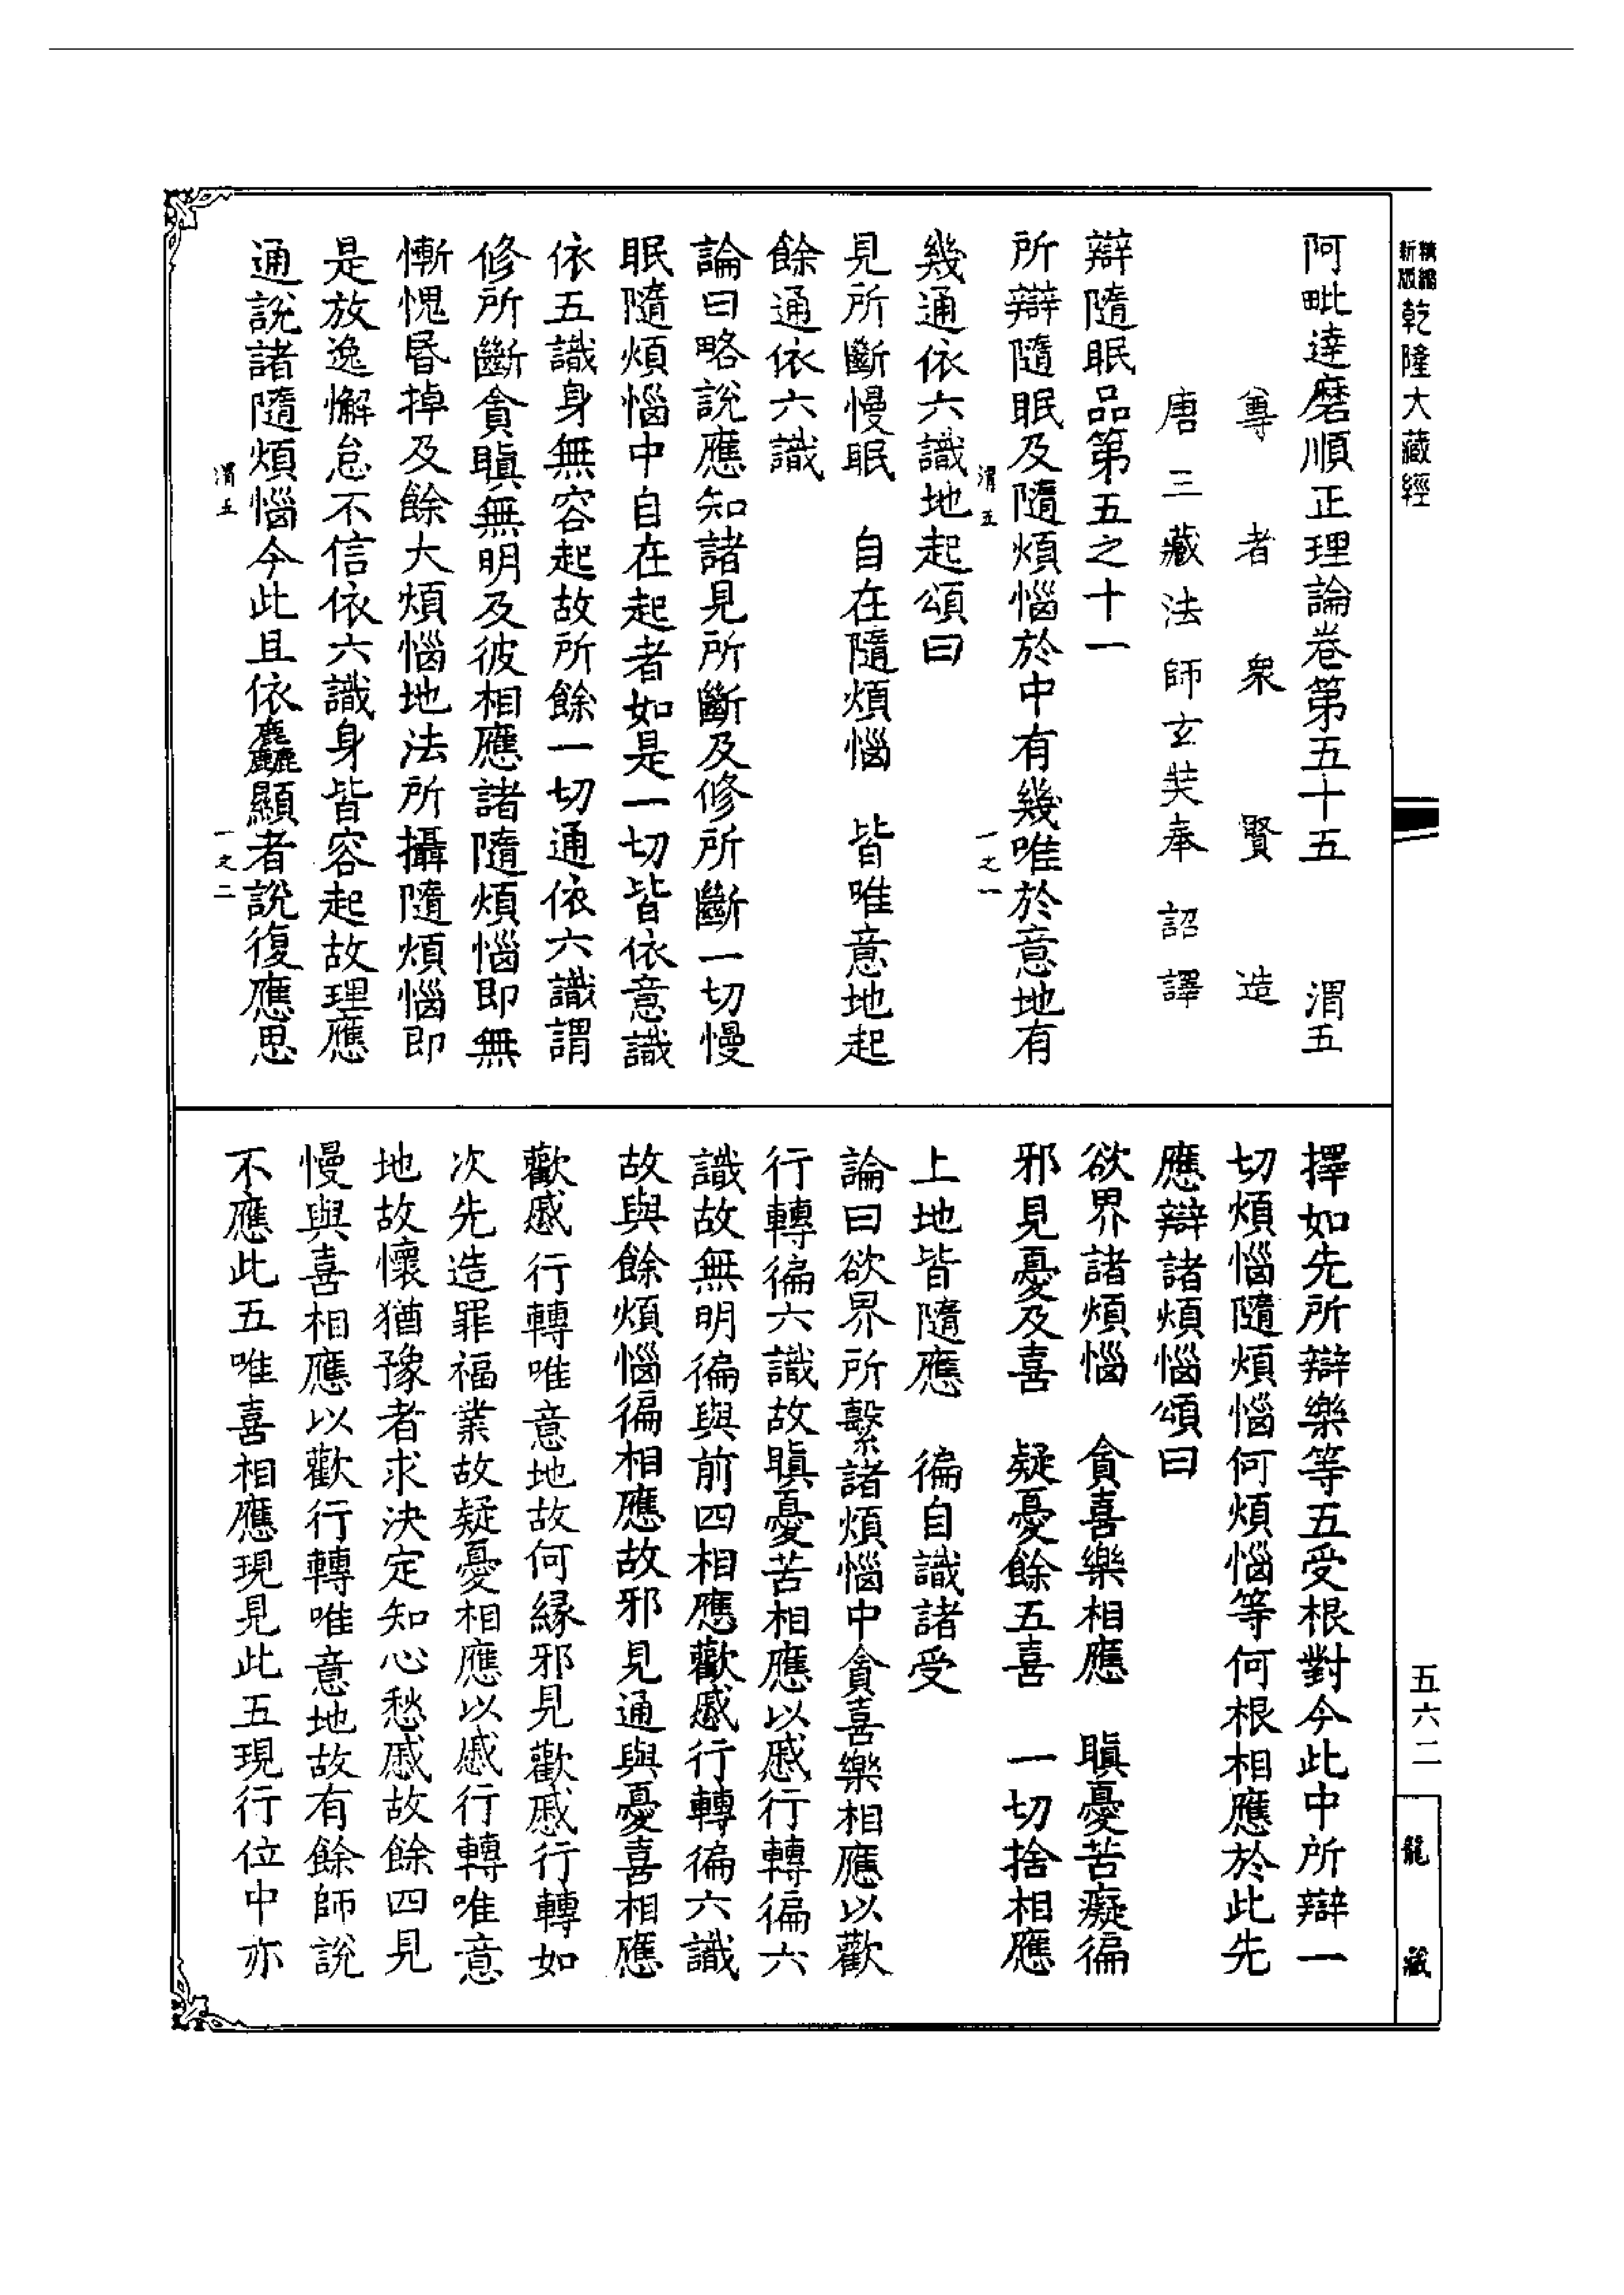 精縮新版乾隆大藏經
阿毗達磨順正理論卷第五十五　渭五
尊者衆賢造
唐三藏法師玄奘奉詔譯
辯隨眠品第五之十一
所辯隨眠及隨煩惱於中有幾唯於意地有
渭五　一之一
幾通依六識地起頌曰
見所斷慢眠　自在隨煩惱　皆唯意地起
餘通依六識
論曰略說應知諸見所斷及修所斷一切慢
眠隨煩惱中自在起者如是一切皆依意識
依五識身無容起故所餘一切通依六識謂
修所斷貪瞋無明及彼相應諸隨煩惱即無
慚愧昬掉及餘大煩惱地法所攝隨煩惱即
是放逸懈怠不信依六識身皆容起故理應
通說諸隨煩惱今此且依麤顯者說復應思
渭五　一之二
擇如先所辯樂等五受根對今此中所辯一
切煩惱隨煩惱何煩惱等何根相應於此先
應辯諸煩惱頌曰
欲界諸煩惱　貪喜樂相應　瞋憂苦癡徧
邪見憂及喜　疑憂餘五喜　一切捨相應
上地皆隨應　徧自識諸受
論曰欲界所繫諸煩惱中貪喜樂相應以歡
行轉徧六識故瞋憂苦相應以慼行轉徧六
識故無明徧與前四相應歡慼行轉徧六識
故與餘煩惱徧相應故邪見通與憂喜相應
歡慼行轉唯意地故何緣邪見歡慼行轉如
次先造罪福業故疑憂相應以慼行轉唯意
地故懷猶豫者求決定知心愁慼故餘四見
慢與喜相應以歡行轉唯意地故有餘師說
不應此五唯喜相應現見此五現行位中亦
五六二
龍藏